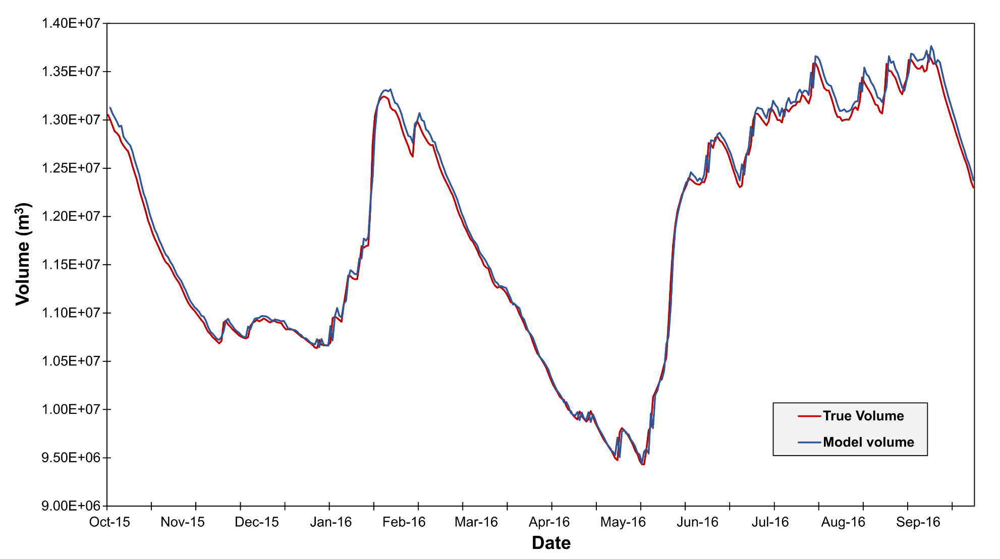 1.40E+07
1.35E+07
1.30E+07
1.25E+07
1.20E+07
1.15E+07
1.10E+07
1.05E+07
1.00E+07
9.50E+06
9.00E+06
Volume (m³)
Oct-15 Nov-15 Dec-15 Jan-16 Feb-16 Mar-16 Apr-16 May-16 Jun-16 Jul-16 Aug-16 Sep-16
Date
True Volume
Model volume